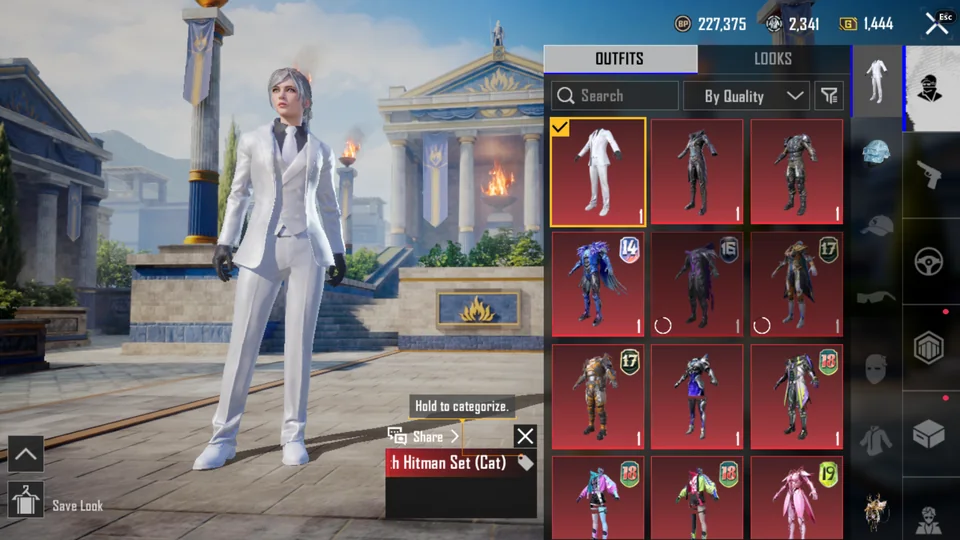 BP 227,375
2,341
G 1,444
Esc
OUTFITS
LOOKS
Search
By Quality
1
1
1
14
1
16
1
17
1
17
1
1
18
1
18
18
19
Hold to categorize.
Share
h Hitman Set (Cat)
Save Look